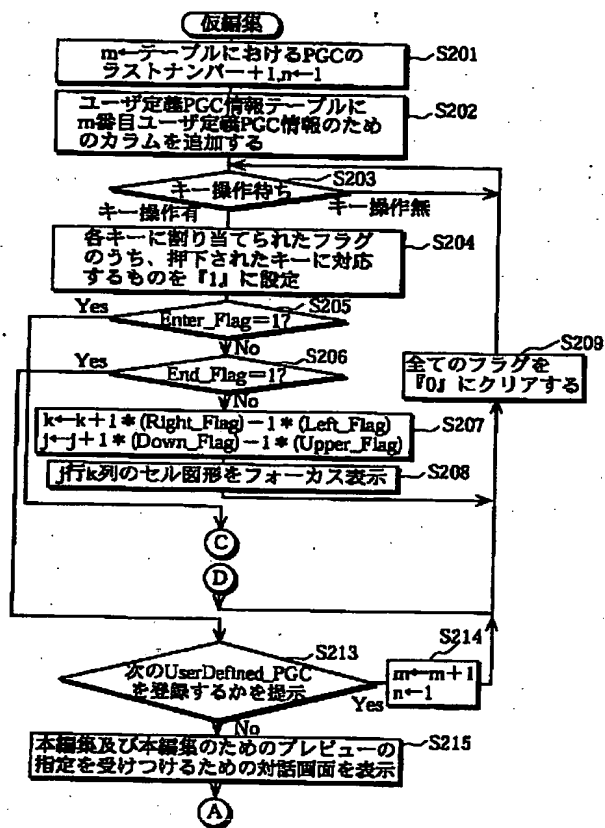 仮編集
m←テーブルにおけるPGCの
ラストナンバー+1,n←1
S201
ユーザ定義PGC情報テーブルに
m番目ユーザ定義PGC情報のため
のカラムを追加する
S202
キー操作待ち
S203
キー操作有
キー操作無
各キーに割り当てられたフラグ
のうち、押下されたキーに対応
するものを『1』に設定
S204
Yes
Enter_Flag=1?
S205
No
Yes
End_Flag=1?
S206
No
全てのフラグを
『0』にクリアする
S209
k←k+1*(Right_Flag)-1*(Left_Flag)
j←j+1*(Down_Flag)-1*(Upper_Flag)
S207
j行k列のセル図形をフォーカス表示
S208
C
D
次のUserDefined_PGC
を登録するかを提示
S213
Yes
m←m+1
n←1
S214
No
本編集及び本編集のためのプレビューの
指定を受けつけるための対話画面を表示
S215
A